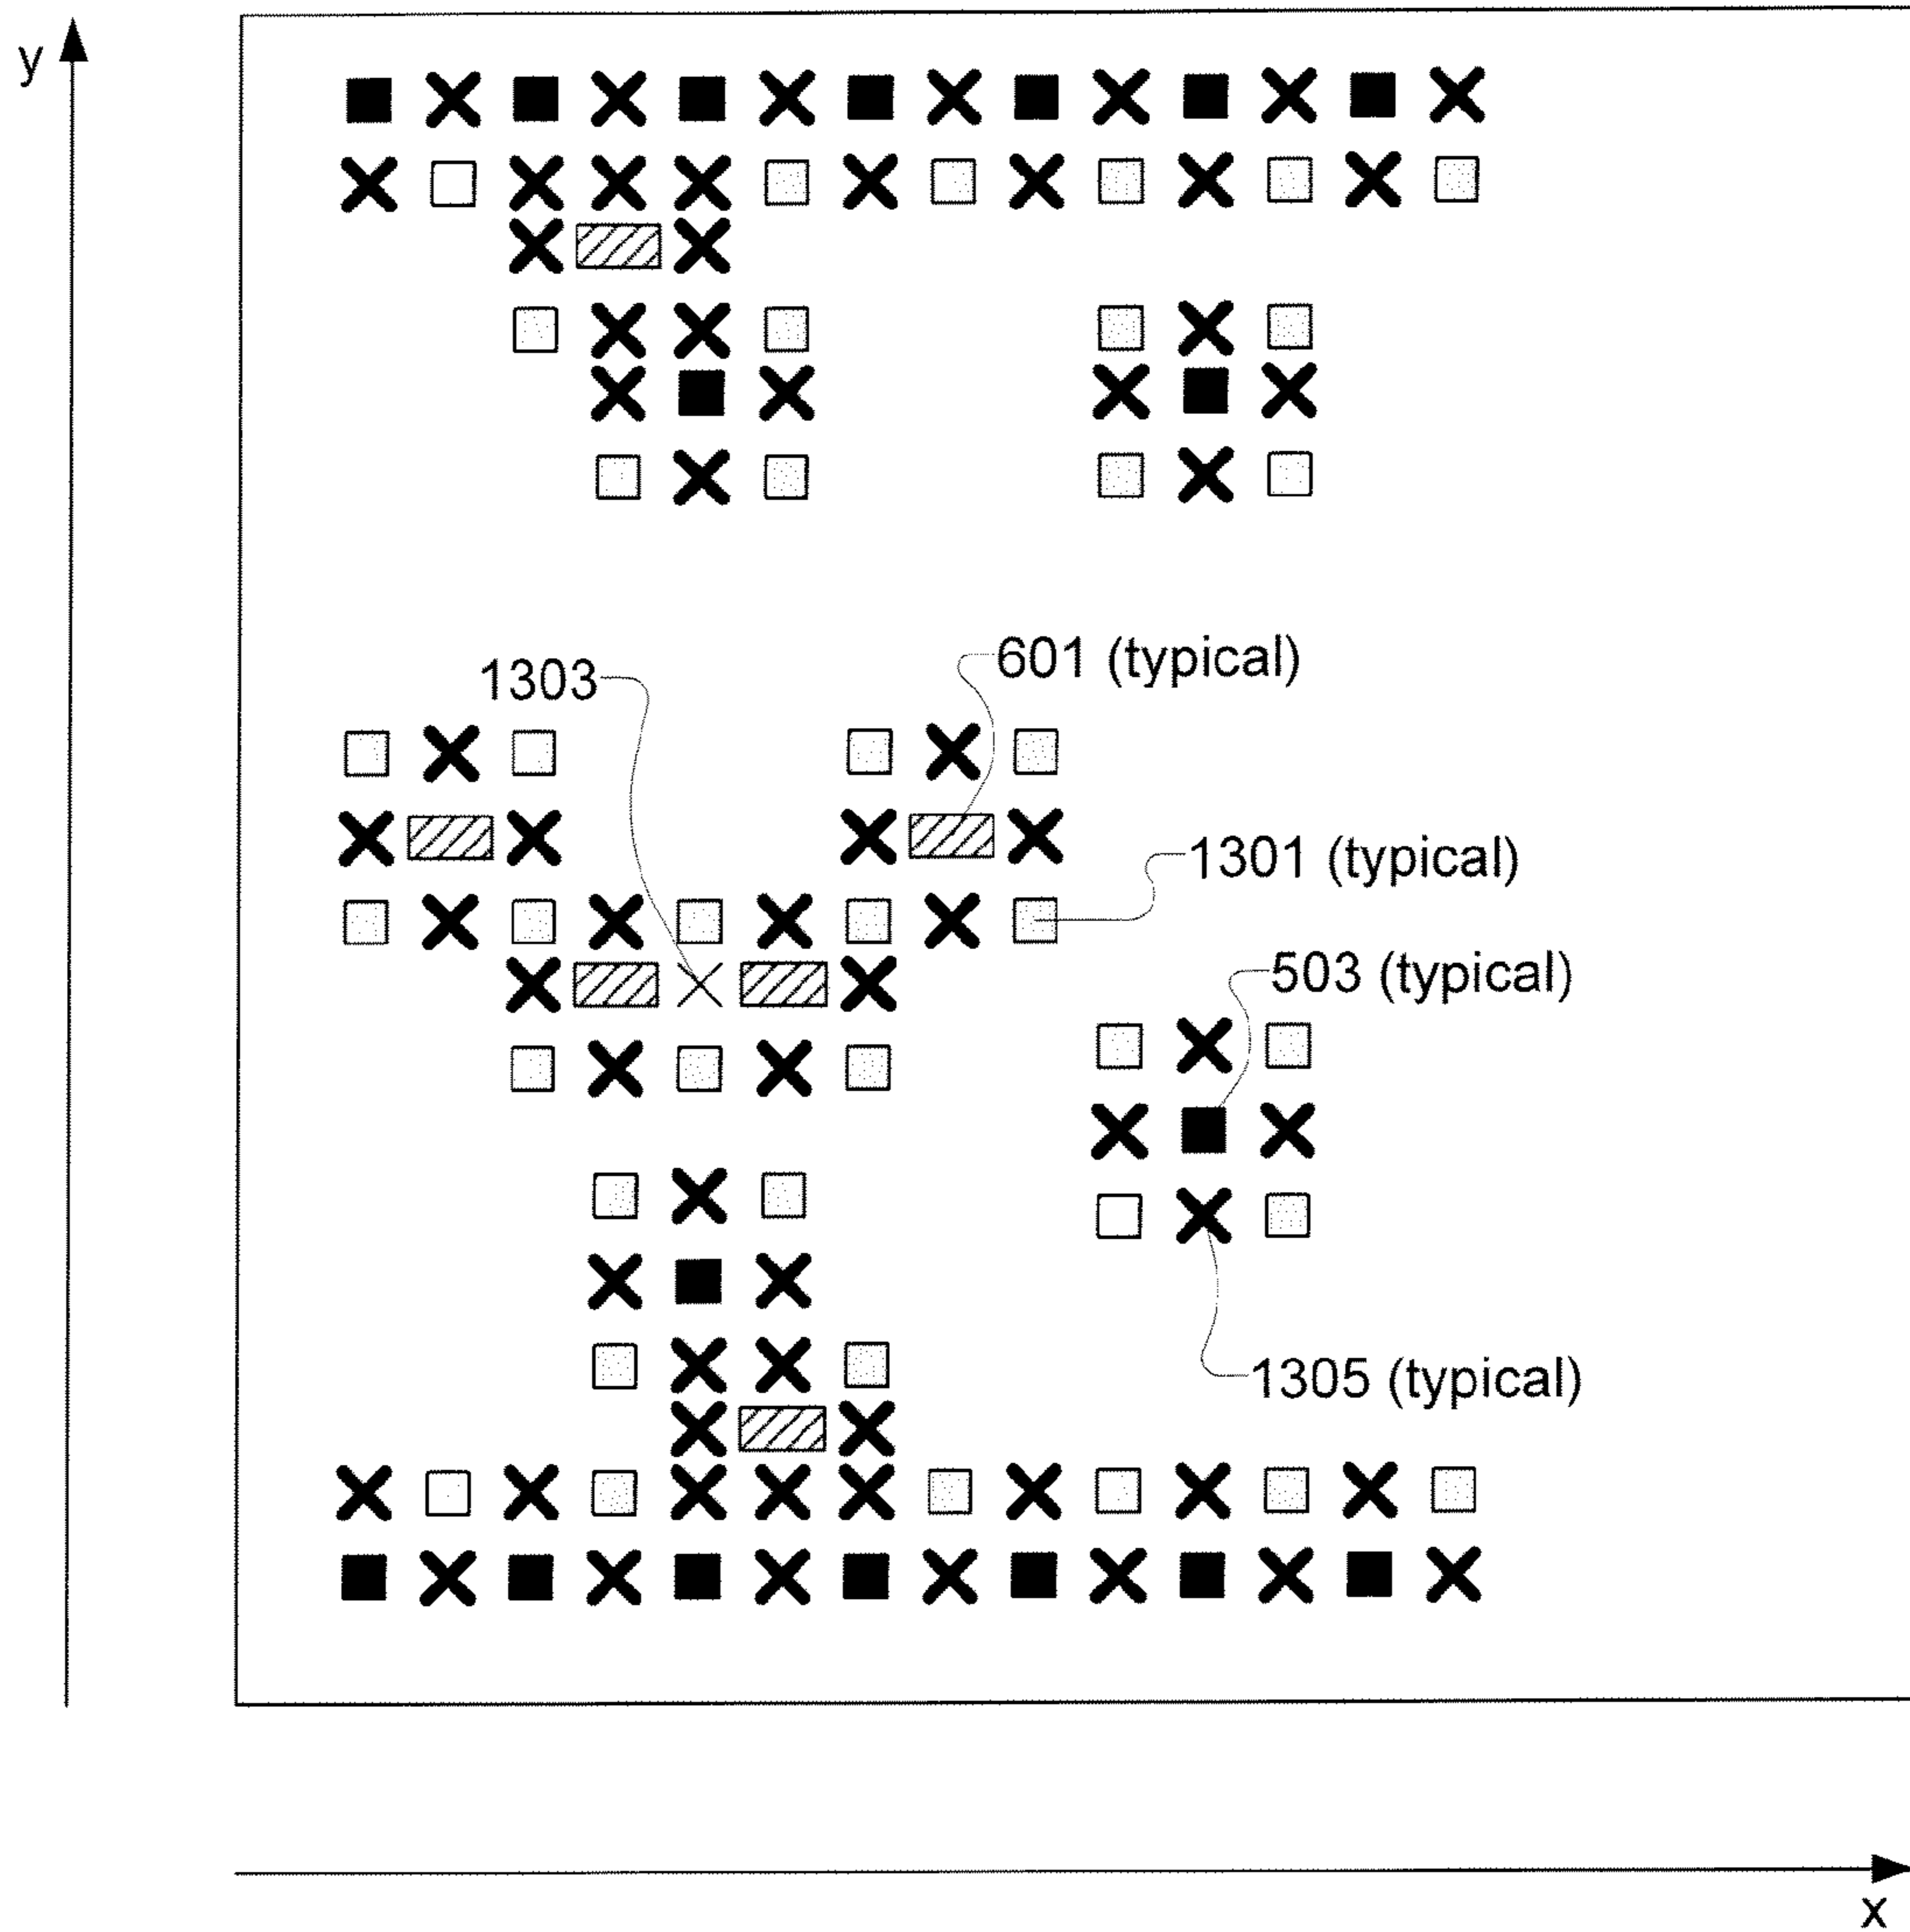 y
601 (typical)
1303
1301 (typical)
503 (typical)
1305 (typical)
x